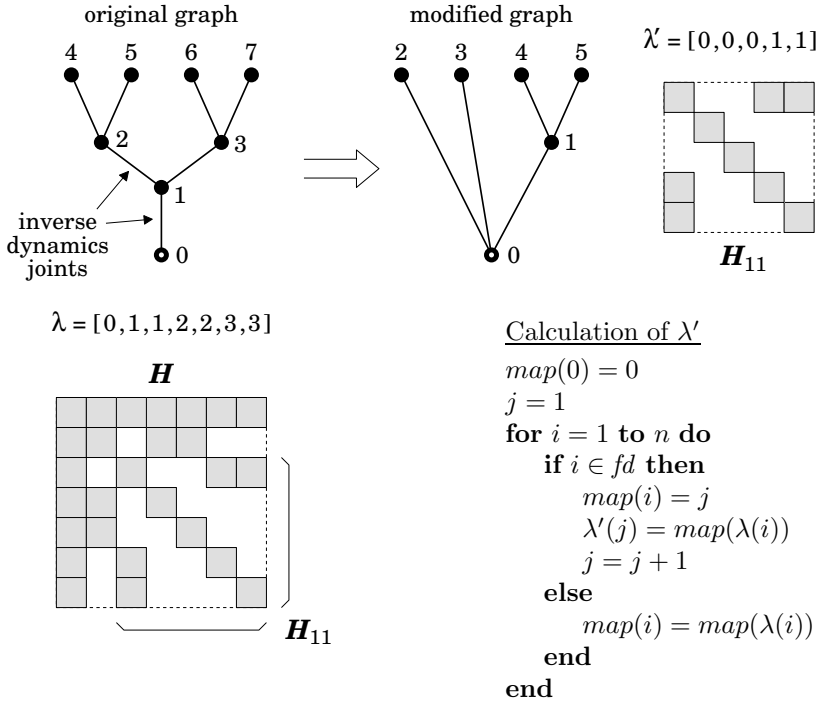 original graph
modified graph
λ′ = [0,0,0,1,1]
4 5 6 7
2 3 4 5
2
3
1
1
inverse
dynamics
joints
0
0
H₁₁
λ = [0,1,1,2,2,3,3]
H
H₁₁
Calculation of λ′
map(0) = 0
j = 1
for i = 1 to n do
if i ∈ fd then
map(i) = j
λ′(j) = map(λ(i))
j = j + 1
else
map(i) = map(λ(i))
end
end